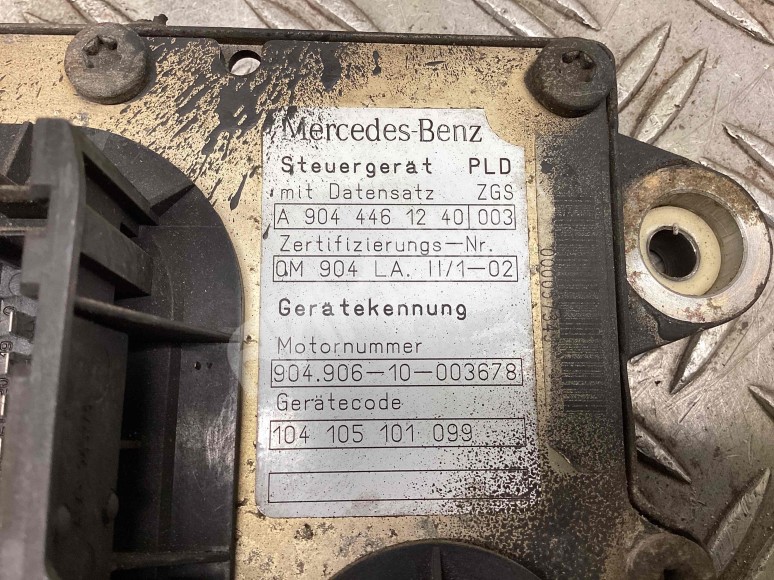 Mercedes-Benz
Steuergerät PLD
mit Datensatz ZGS
A 904 446 12 40 003
Zertifizierungs-Nr.
OM 904 LA. II/1-02
Gerätekennung
Motornummer
904.906-10-003678
Gerätecode
104 105 101 099